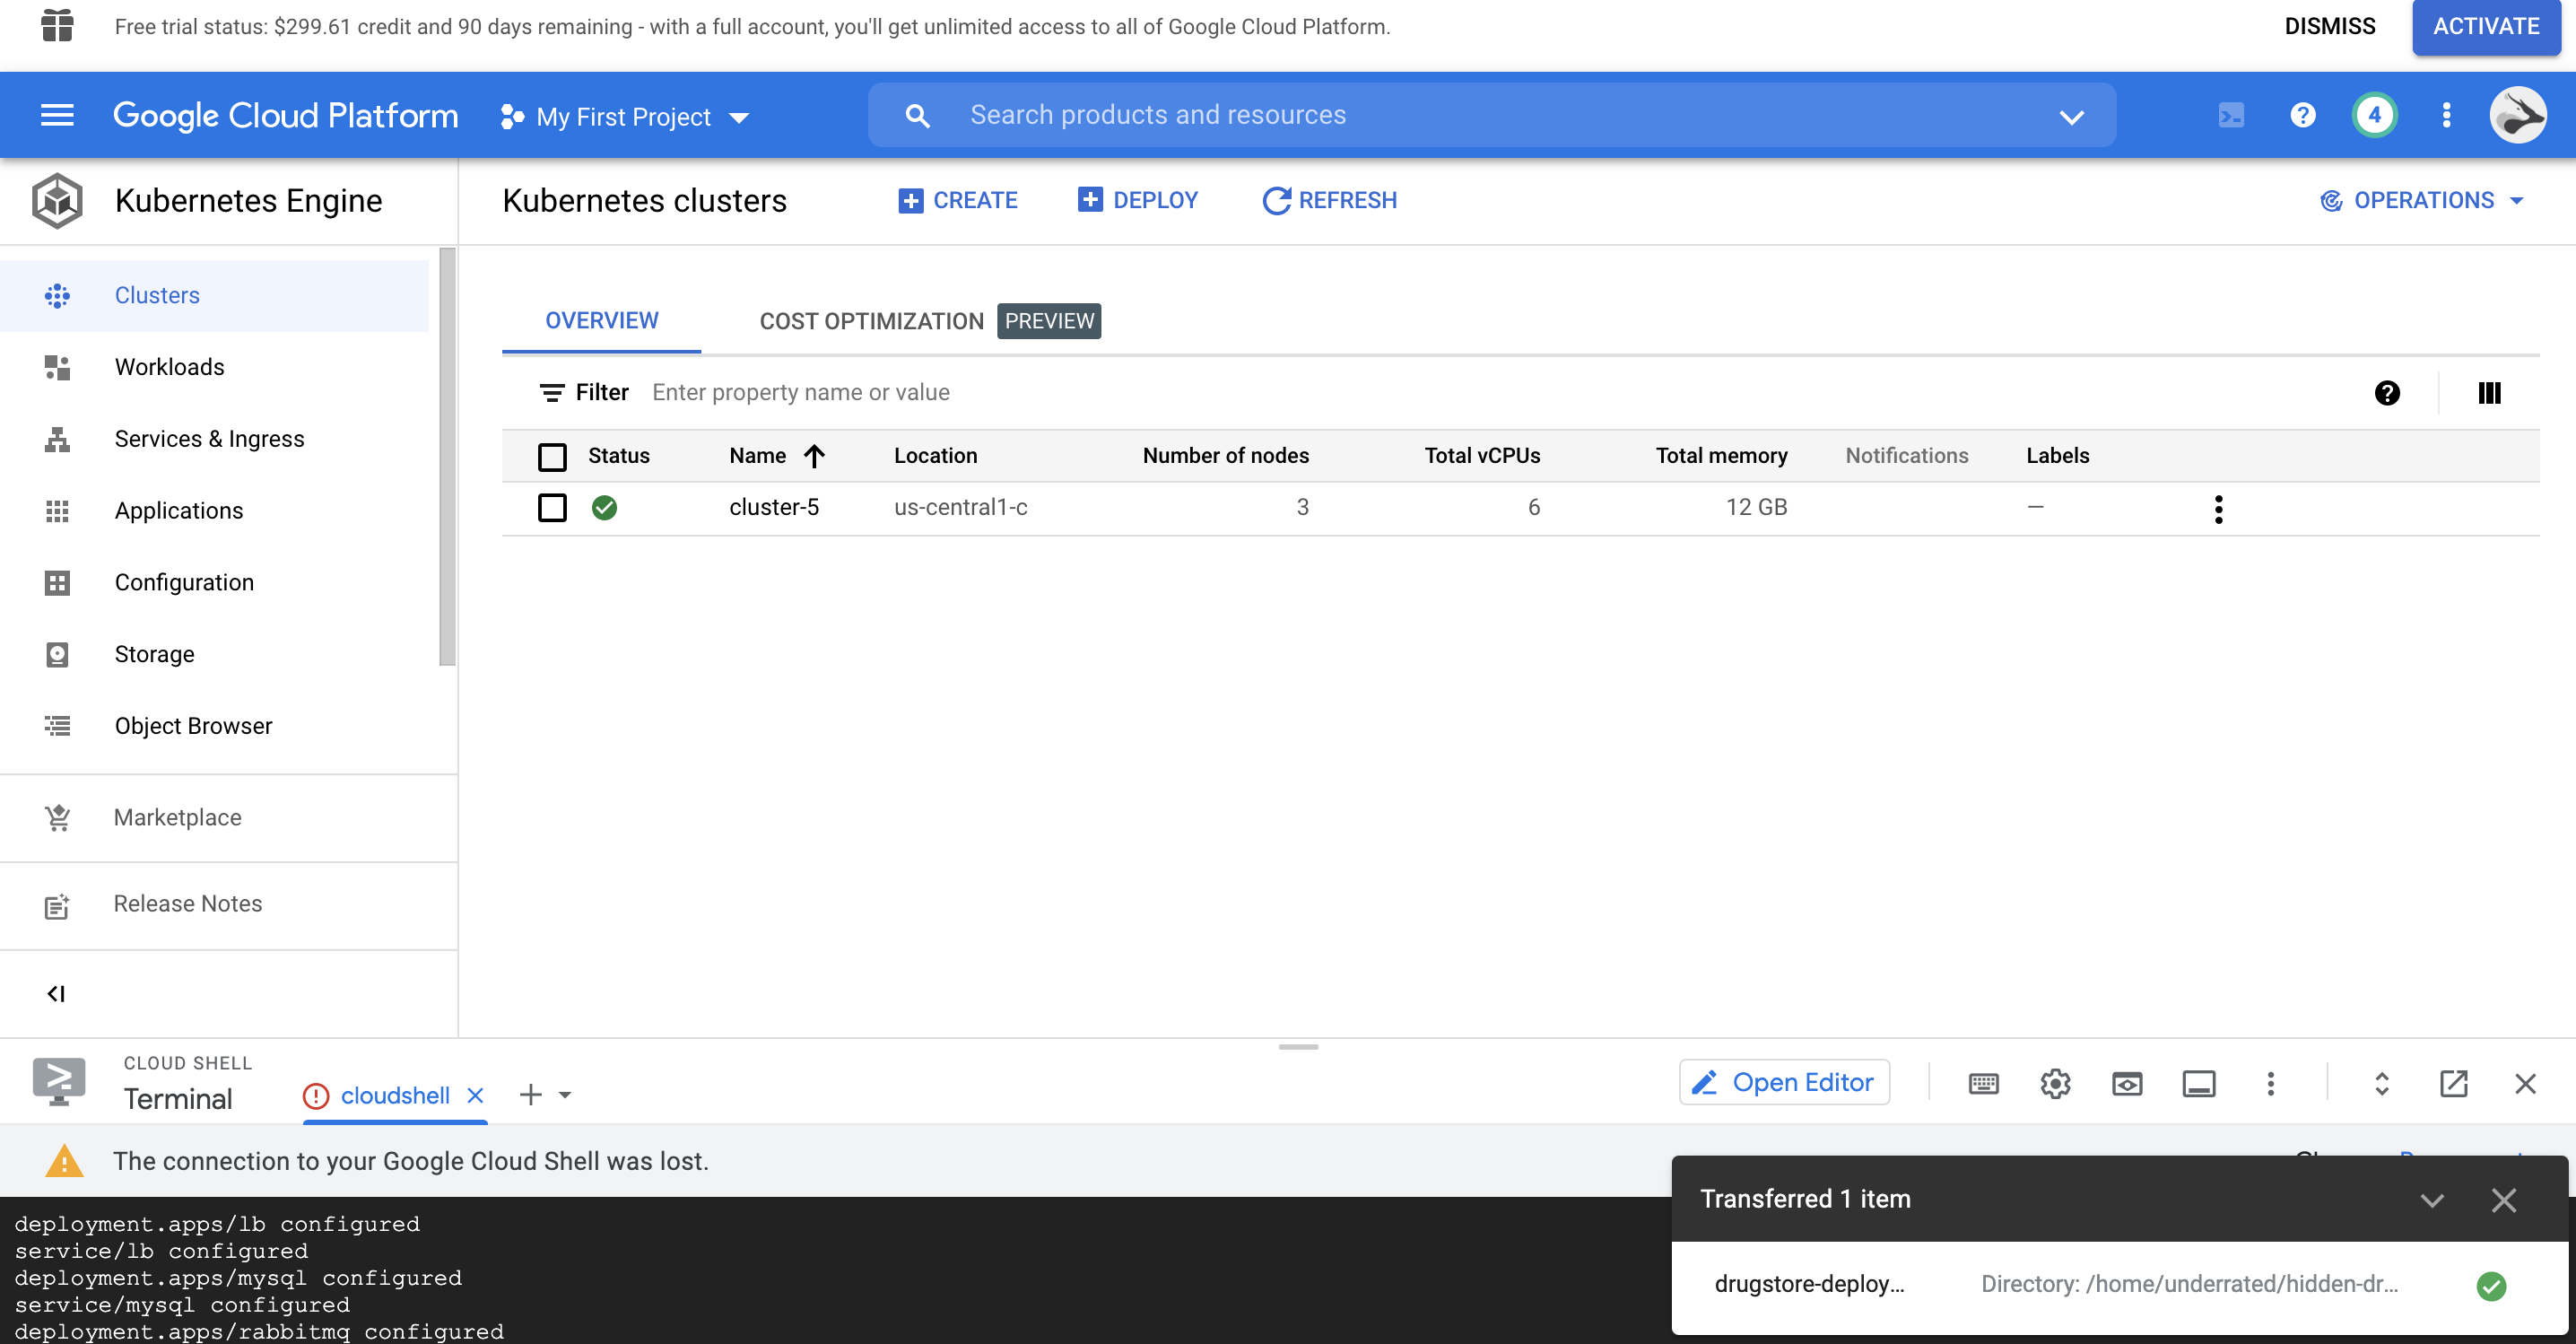 Free trial status: $299.61 credit and 90 days remaining - with a full account, you'll get unlimited access to all of Google Cloud Platform.
DISMISS
ACTIVATE
Google Cloud Platform
My First Project
Search products and resources
4
Kubernetes Engine
Kubernetes clusters
CREATE
DEPLOY
REFRESH
OPERATIONS
Clusters
Workloads
Services & Ingress
Applications
Configuration
Storage
Object Browser
Marketplace
Release Notes
OVERVIEW
COST OPTIMIZATION PREVIEW
Filter Enter property name or value
Status Name Location Number of nodes Total vCPUs Total memory Notifications Labels
cluster-5 us-central1-c 3 6 12 GB —
CLOUD SHELL
Terminal
cloudshell
Open Editor
The connection to your Google Cloud Shell was lost.
Transferred 1 item
drugstore-deploy... Directory: /home/underrated/hidden-dr...
deployment.apps/lb configured
service/lb configured
deployment.apps/mysql configured
service/mysql configured
deployment.apps/rabbitmq configured